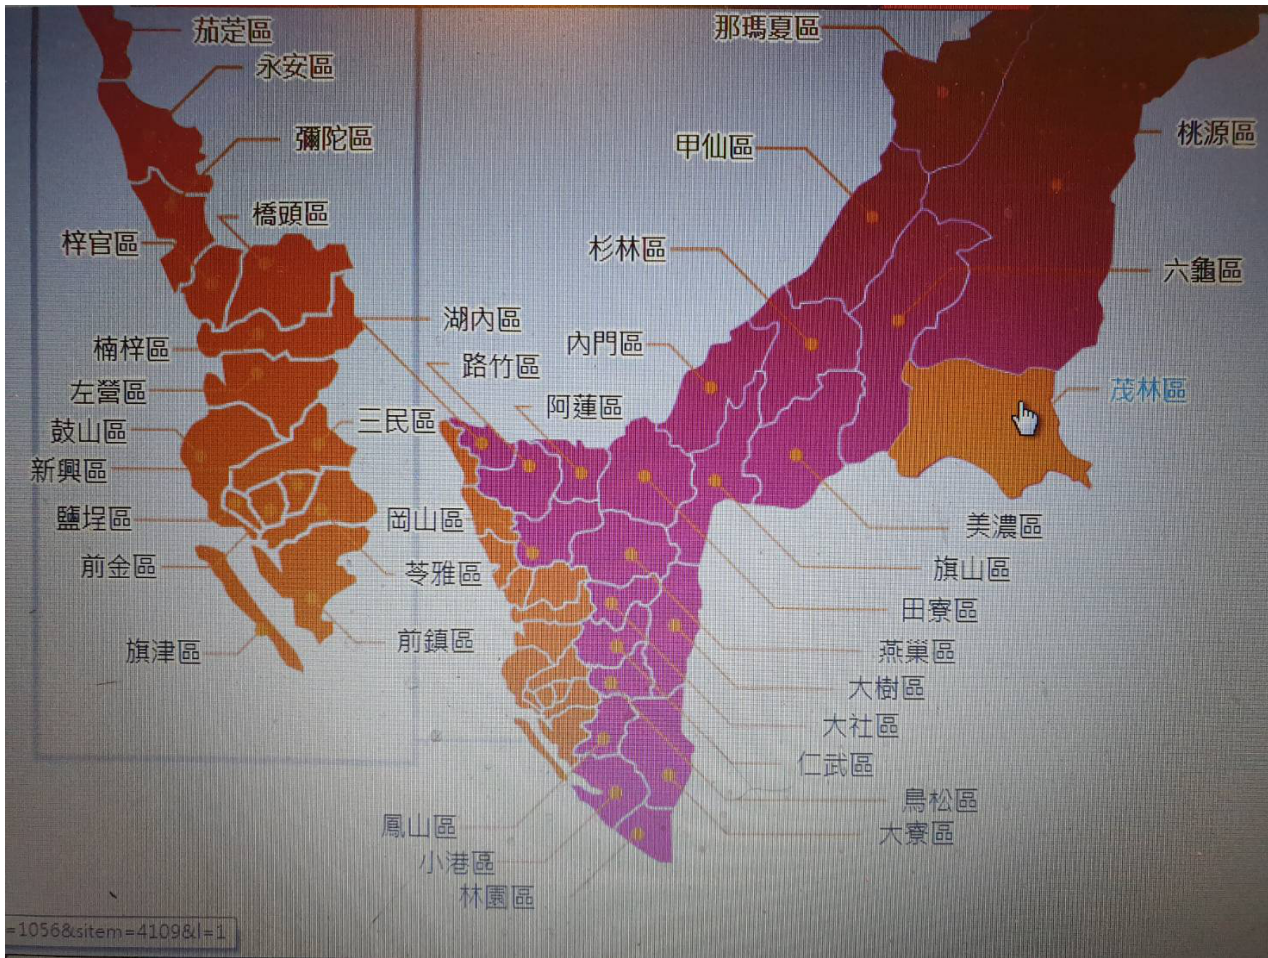 茄萣區
永安區
彌陀區
橋頭區
梓官區
楠梓區
左營區
鼓山區
新興區
鹽埕區
前金區
旗津區
三民區
苓雅區
前鎮區
那瑪夏區
桃源區
甲仙區
杉林區
六龜區
內門區
湖內區
路竹區
阿蓮區
岡山區
茂林區
美濃區
旗山區
田寮區
燕巢區
大樹區
大社區
仁武區
鳥松區
大寮區
鳳山區
小港區
林園區
=1056&sitem=4109&l=1